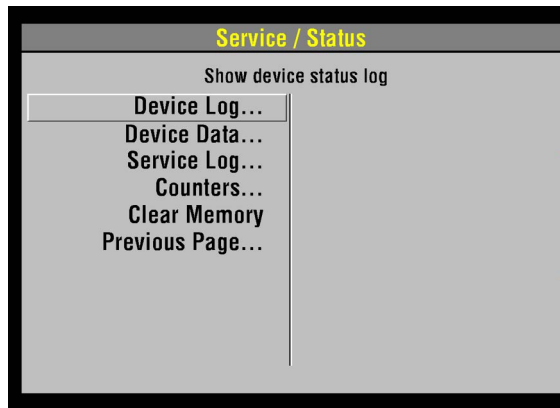 Service / Status
Show device status log
Device Log...
Device Data...
Service Log...
Counters...
Clear Memory
Previous Page...